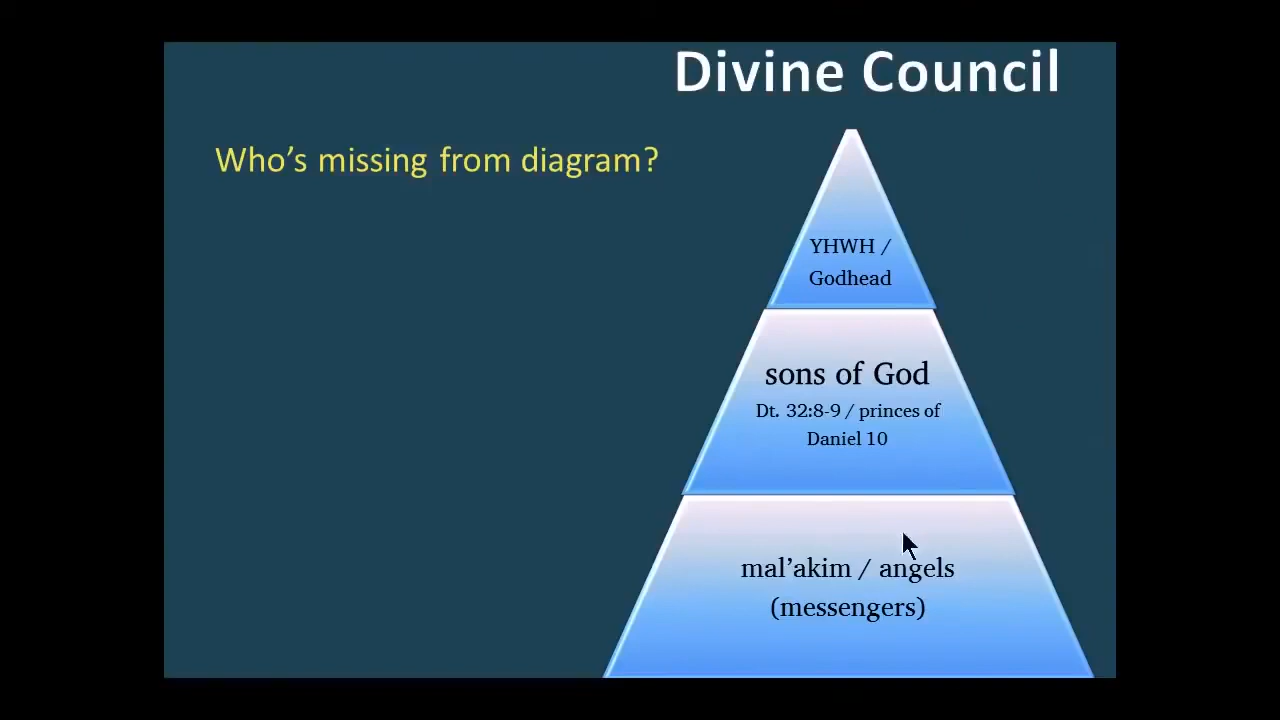 Divine Council
Who’s missing from diagram?
YHWH /
Godhead
sons of God
Dt. 32:8-9 / princes of
Daniel 10
mal’akim / angels
(messengers)